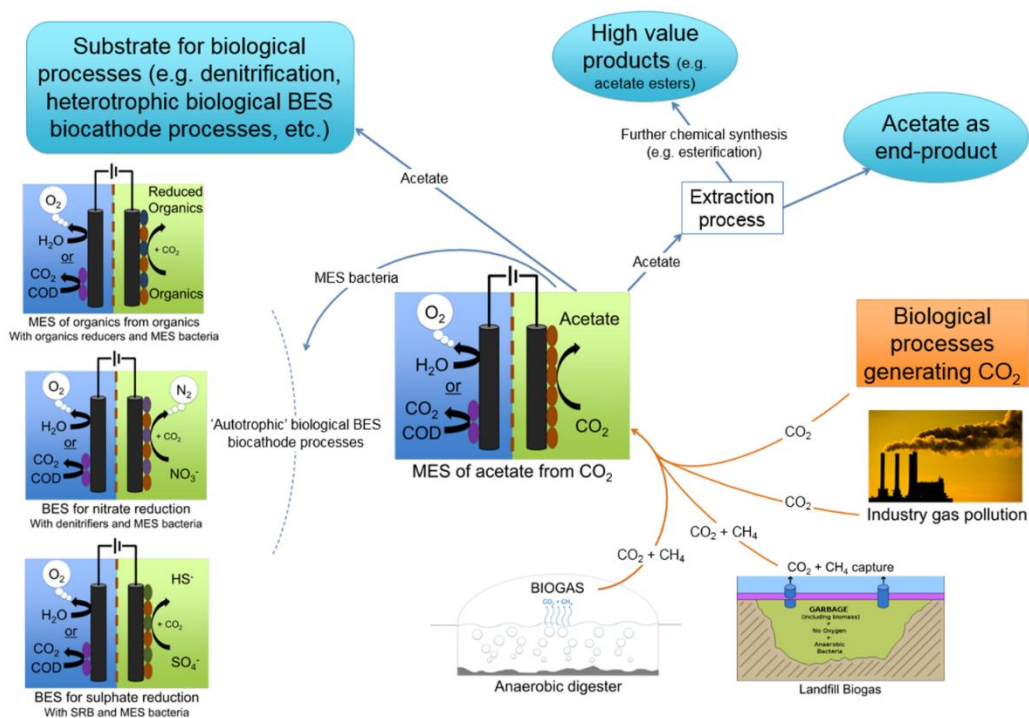 Substrate for biological
processes (e.g. denitrification,
heterotrophic biological BES
biocathode processes, etc.)
High value
products (e.g.
acetate esters)
Further chemical synthesis
(e.g. esterification)
Acetate as
end-product
Extraction
process
Acetate
Acetate
MES bacteria
O₂
H₂O
or
CO₂
COD
Reduced
Organics
+ CO₂
Organics
MES of organics from organics
With organics reducers and MES bacteria
O₂
H₂O
or
CO₂
COD
N₂
+ CO₂
NO₃⁻
BES for nitrate reduction
With denitrifiers and MES bacteria
O₂
H₂O
or
CO₂
COD
HS⁻
+ CO₂
SO₄⁻
BES for sulphate reduction
With SRB and MES bacteria
'Autotrophic' biological BES
biocathode processes
O₂
H₂O
or
CO₂
COD
Acetate
CO₂
MES of acetate from CO₂
Biological
processes
generating CO₂
CO₂
CO₂
Industry gas pollution
CO₂ + CH₄
CO₂ + CH₄
BIOGAS
CO₂ + CH₄
Anaerobic digester
CO₂ + CH₄ capture
GARBAGE
(including biomass)
+
No Oxygen
+
Anaerobic
Bacteria
Landfill Biogas